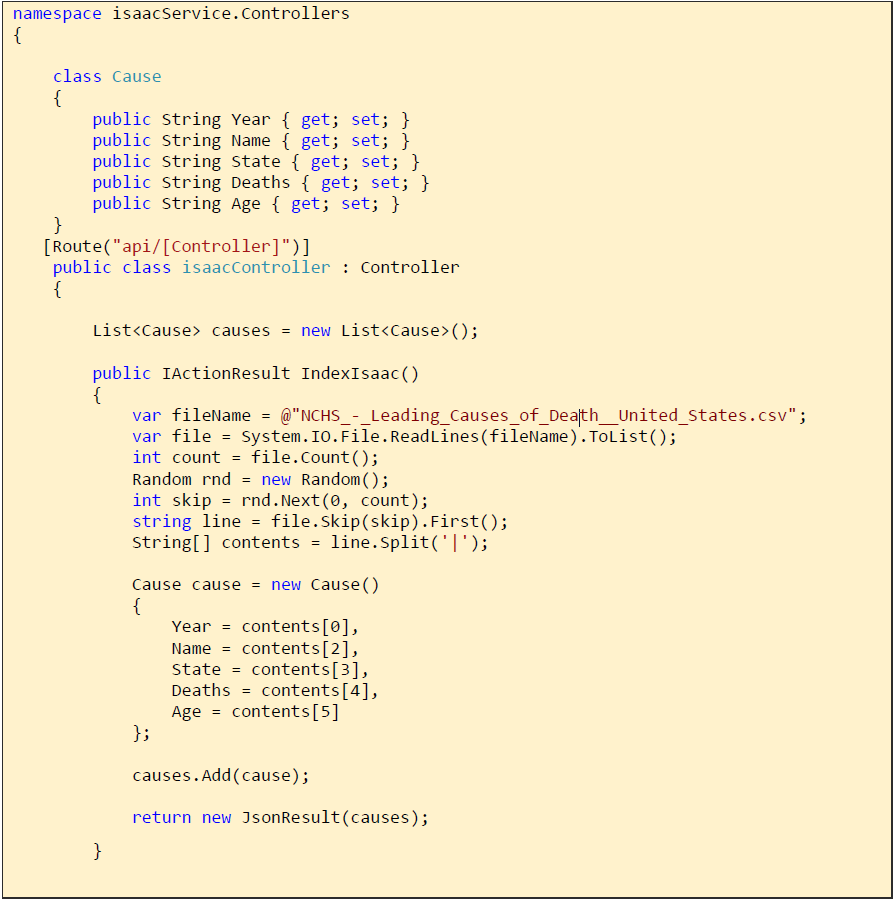 namespace isaacService.Controllers
{
class Cause
{
public String Year { get; set; }
public String Name { get; set; }
public String State { get; set; }
public String Deaths { get; set; }
public String Age { get; set; }
}
[Route("api/[Controller]")]
public class isaacController : Controller
{
List<Cause> causes = new List<Cause>();
public IActionResult IndexIsaac()
{
var fileName = @"NCHS_-_Leading_Causes_of_Death__United_States.csv";
var file = System.IO.File.ReadLines(fileName).ToList();
int count = file.Count();
Random rnd = new Random();
int skip = rnd.Next(0, count);
string line = file.Skip(skip).First();
String[] contents = line.Split('|');
Cause cause = new Cause()
{
Year = contents[0],
Name = contents[2],
State = contents[3],
Deaths = contents[4],
Age = contents[5]
};
causes.Add(cause);
return new JsonResult(causes);
}